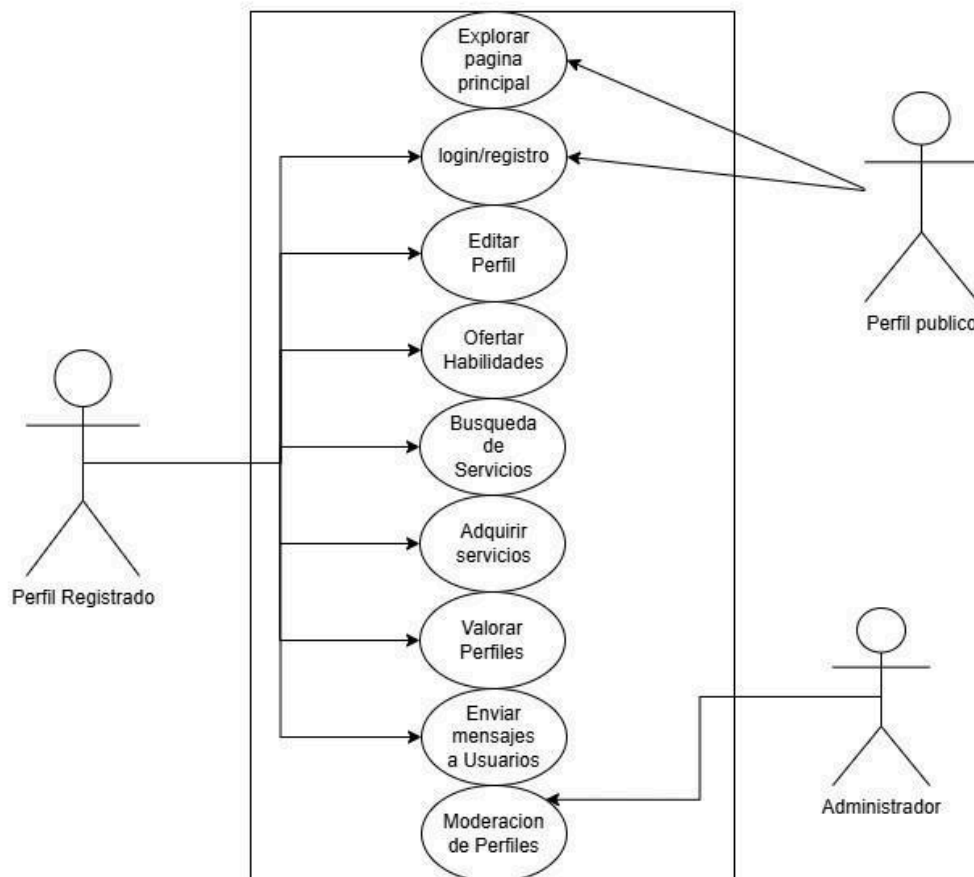 Explorar
pagina
principal
login/registro
Editar
Perfil
Perfil publico
Ofertar
Habilidades
Busqueda
de
Servicios
Adquirir
servicios
Perfil Registrado
Valorar
Perfiles
Enviar
mensajes
a Usuarios
Administrador
Moderacion
de Perfiles